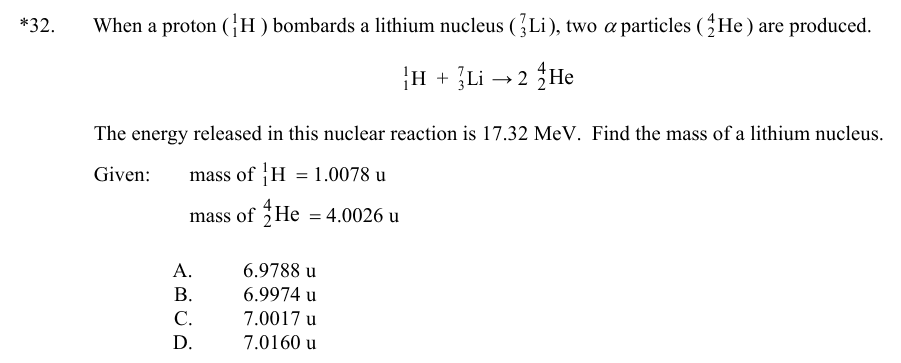 *32. When a proton (¹₁H) bombards a lithium nucleus (⁷₃Li), two α particles (⁴₂He) are produced.
¹₁H + ⁷₃Li → 2 ⁴₂He
The energy released in this nuclear reaction is 17.32 MeV. Find the mass of a lithium nucleus.
Given: mass of ¹₁H = 1.0078 u
mass of ⁴₂He = 4.0026 u
A. 6.9788 u
B. 6.9974 u
C. 7.0017 u
D. 7.0160 u